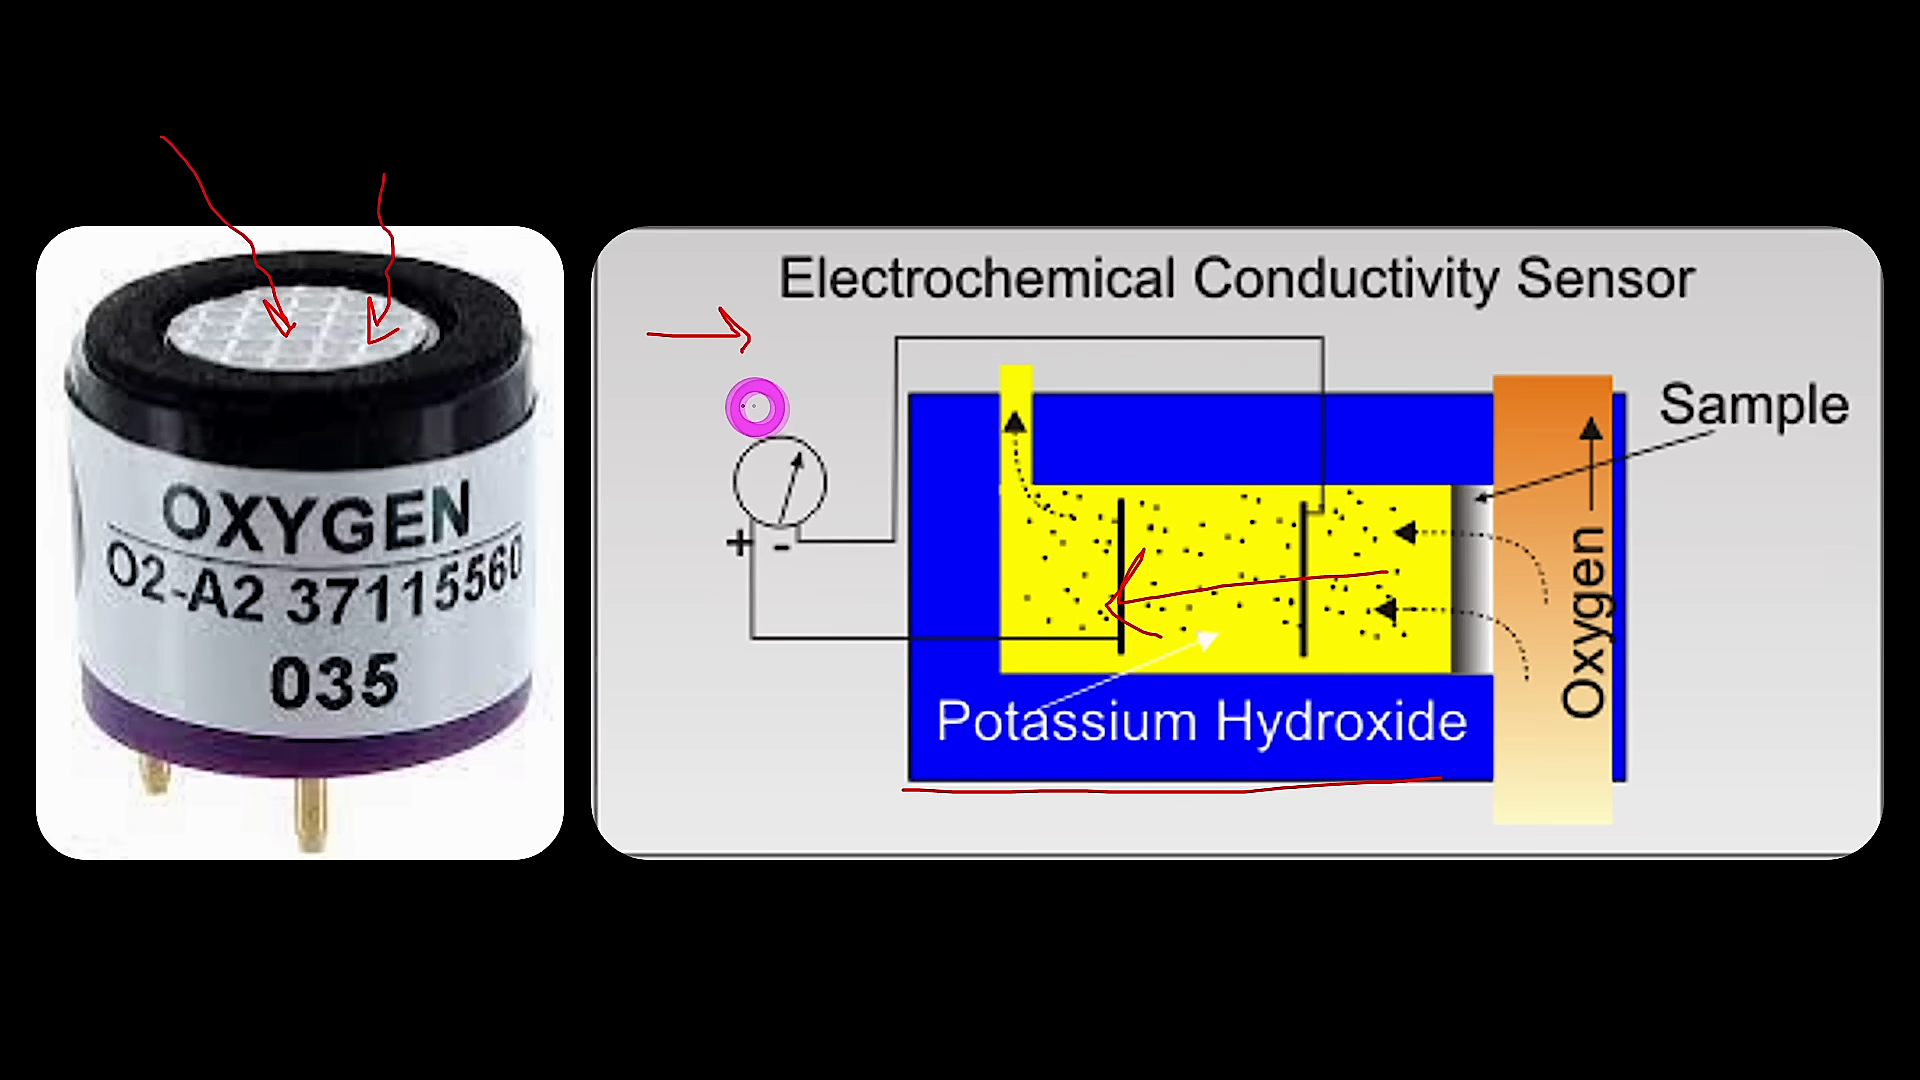 OXYGEN
O2-A2 37115560
035
Electrochemical Conductivity Sensor
Sample
+ -
Oxygen
Potassium Hydroxide